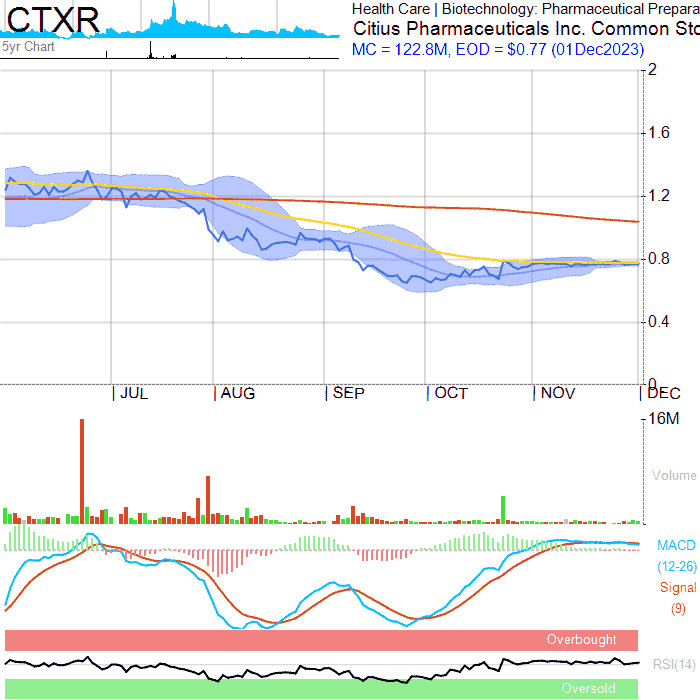 CTXR
Health Care | Biotechnology: Pharmaceutical Prepara
Citius Pharmaceuticals Inc. Common Sto
5yr Chart
MC = 122.8M, EOD = $0.77 (01Dec2023)
2
1.6
1.2
0.8
0.4
0
JUL AUG SEP OCT NOV DEC
16M
Volume
MACD
(12-26)
Signal
(9)
Overbought
RSI(14)
Oversold